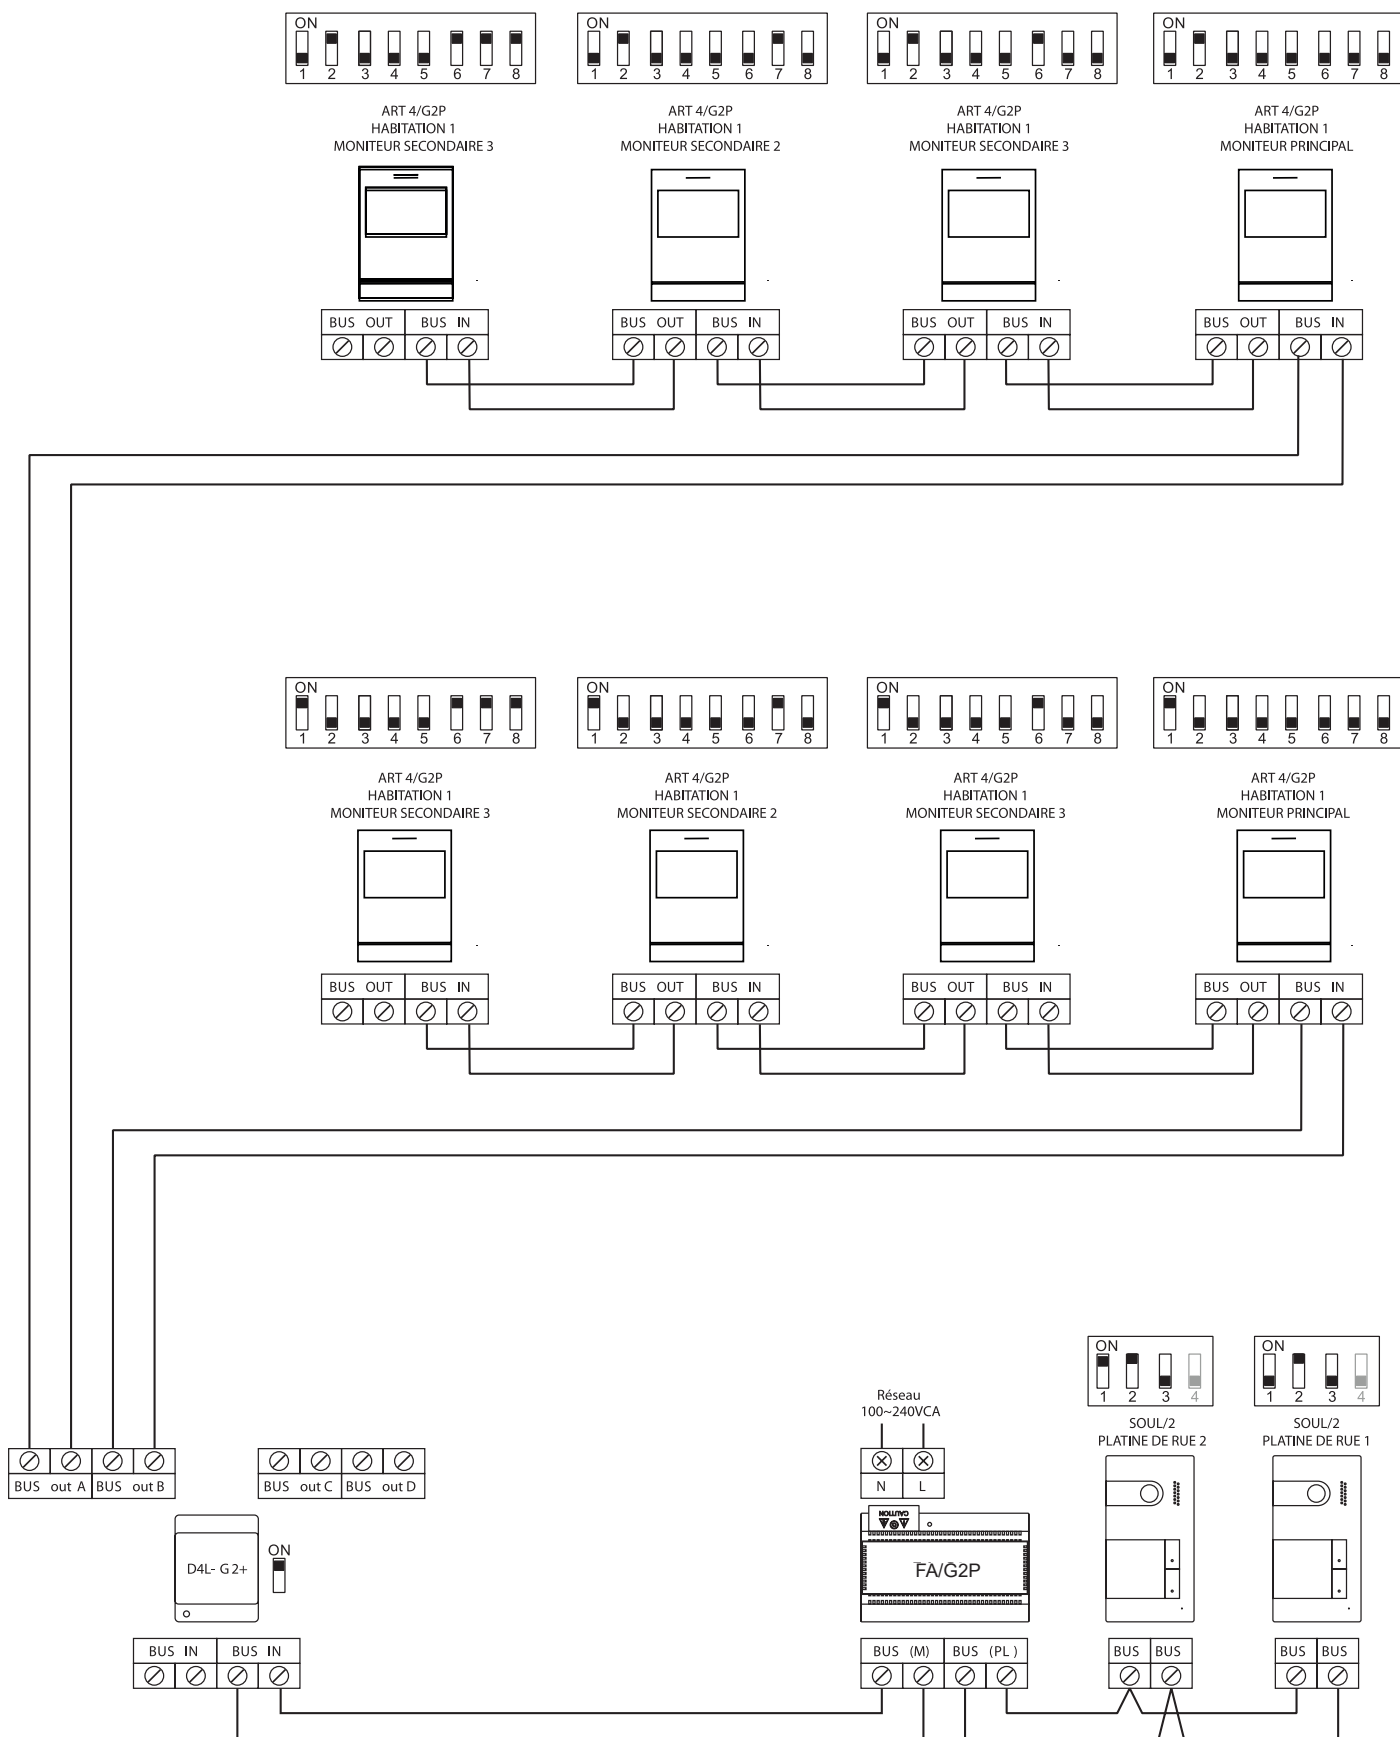 ON ON ON ON
1 2 3 4 5 6 7 8 1 2 3 4 5 6 7 8 1 2 3 4 5 6 7 8 1 2 3 4 5 6 7 8
ART 4/G2P ART 4/G2P ART 4/G2P ART 4/G2P
HABITATION 1 HABITATION 1 HABITATION 1 HABITATION 1
MONITEUR SECONDAIRE 3 MONITEUR SECONDAIRE 2 MONITEUR SECONDAIRE 3 MONITEUR PRINCIPAL
BUS OUT BUS IN BUS OUT BUS IN BUS OUT BUS IN BUS OUT BUS IN
ON ON ON ON
1 2 3 4 5 6 7 8 1 2 3 4 5 6 7 8 1 2 3 4 5 6 7 8 1 2 3 4 5 6 7 8
ART 4/G2P ART 4/G2P ART 4/G2P ART 4/G2P
HABITATION 1 HABITATION 1 HABITATION 1 HABITATION 1
MONITEUR SECONDAIRE 3 MONITEUR SECONDAIRE 2 MONITEUR SECONDAIRE 3 MONITEUR PRINCIPAL
BUS OUT BUS IN BUS OUT BUS IN BUS OUT BUS IN BUS OUT BUS IN
ON ON
1 2 3 4 1 2 3 4
Réseau
100~240VCA
SOUL/2 SOUL/2
PLATINE DE RUE 2 PLATINE DE RUE 1
BUS out A BUS out B BUS out C BUS out D N L
CAUTION
ON
D4L- G 2+ FA/G2P
BUS IN BUS IN BUS (M) BUS (PL ) BUS BUS BUS BUS